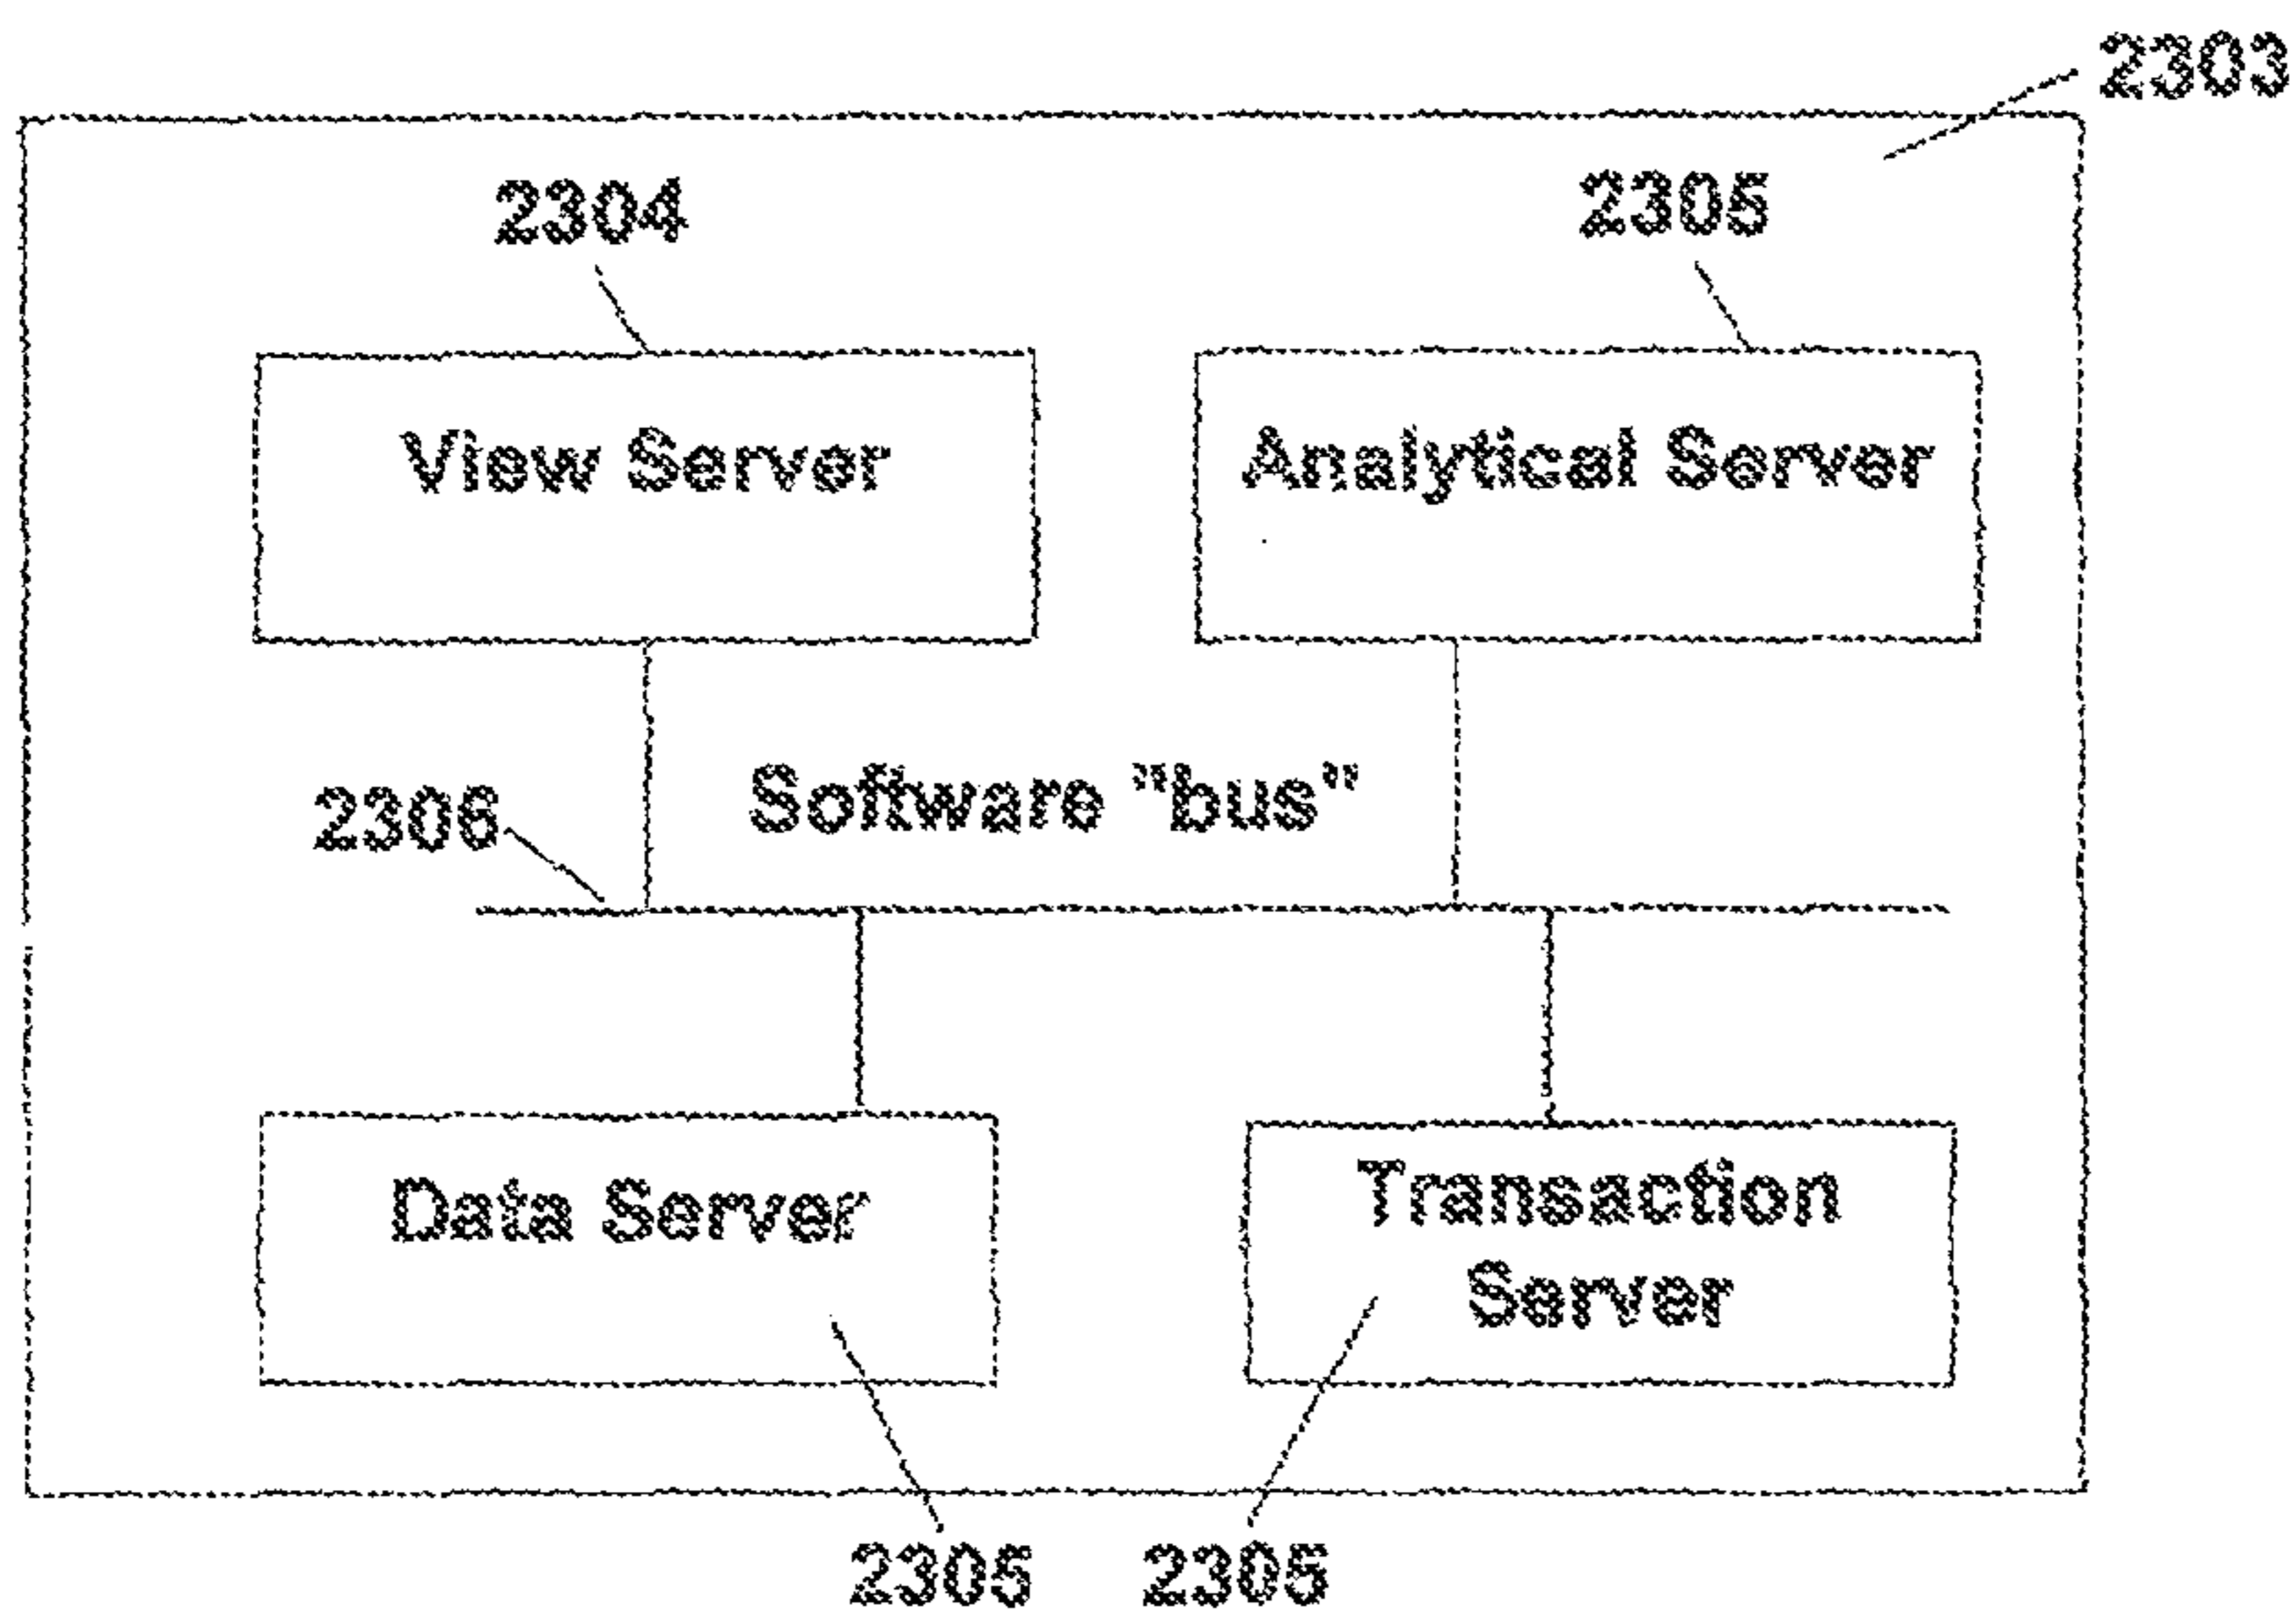 2303
2304
2305
View Server
Analytical Server
Software "bus"
2306
Data Server
Transaction
Server
2305
2305